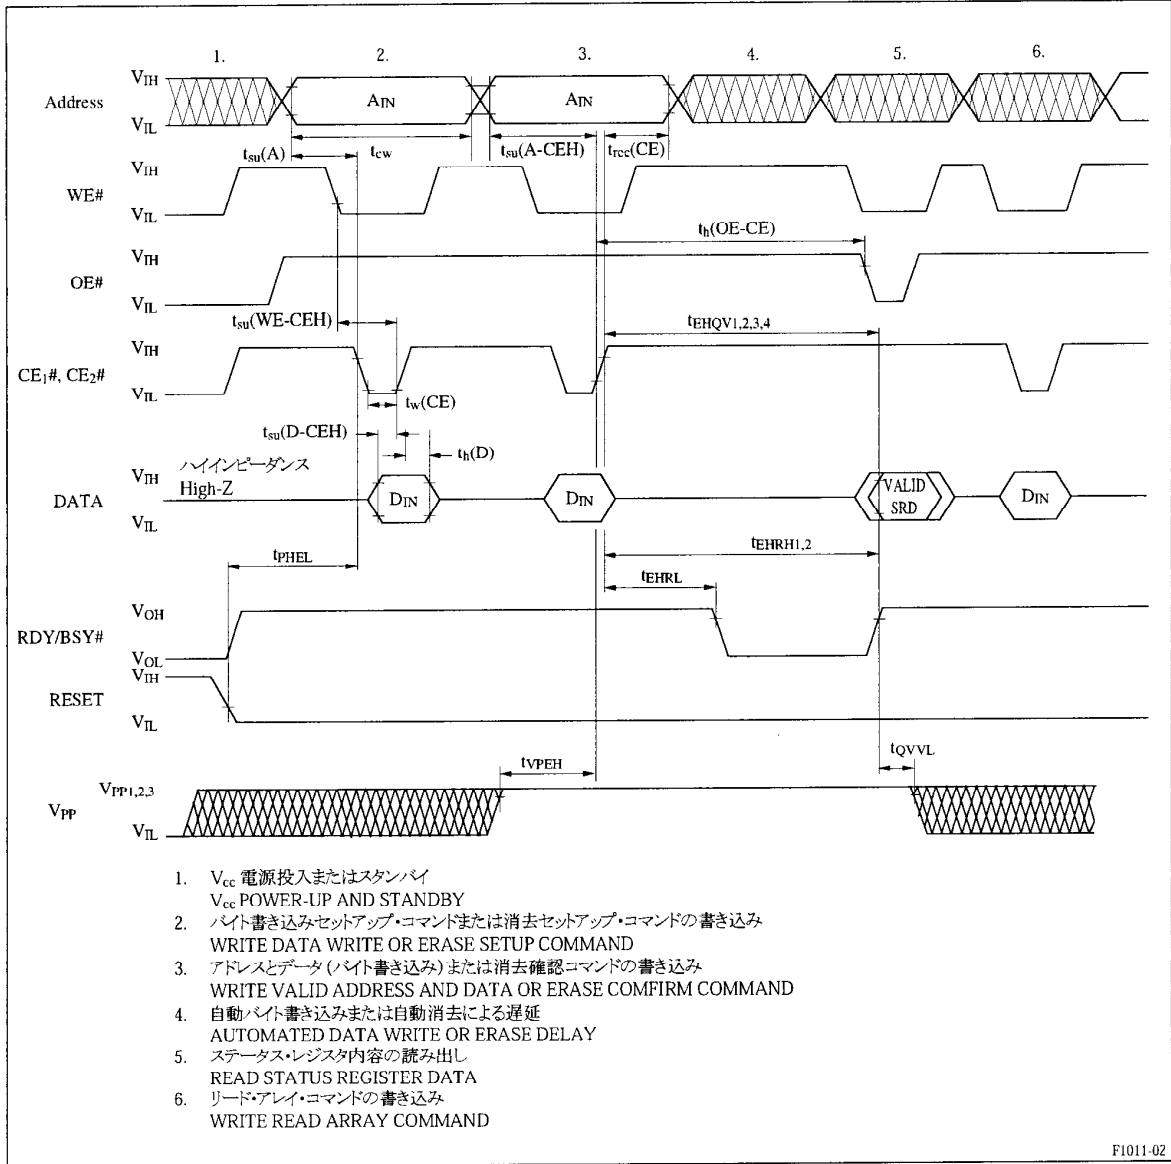 1. 2. 3. 4. 5. 6.
Address VIH AIN AIN
VIL
tsu(A) tcw tsu(A-CEH) trec(CE)
WE# VIH
VIL
th(OE-CE)
OE# VIH
VIL
tsu(WE-CEH) tEHQV1,2,3,4
CE1#, CE2# VIH
VIL
tw(CE)
tsu(D-CEH) th(D)
DATA VIH ハイインピーダンス
High-Z DIN DIN VALID SRD DIN
VIL
tPHEL tEHRH1,2
tEHRL
RDY/BSY# VOH
VOL
RESET VIH
VIL
tVPEH tQVVL
VPP VPP1,2,3
VIL
1. Vcc 電源投入またはスタンバイ
Vcc POWER-UP AND STANDBY
2. バイト書き込みセットアップ・コマンドまたは消去セットアップ・コマンドの書き込み
WRITE DATA WRITE OR ERASE SETUP COMMAND
3. アドレスとデータ (バイト書き込み) または消去確認コマンドの書き込み
WRITE VALID ADDRESS AND DATA OR ERASE COMFIRM COMMAND
4. 自動バイト書き込みまたは自動消去による遅延
AUTOMATED DATA WRITE OR ERASE DELAY
5. ステータス・レジスタ内容の読み出し
READ STATUS REGISTER DATA
6. リード・アレイ・コマンドの書き込み
WRITE READ ARRAY COMMAND
F1011-02